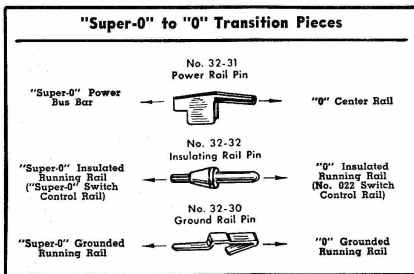 "Super-0" to "0" Transition Pieces
No. 32-31
Power Rail Pin
"Super-0" Power
Bus Bar
"0" Center Rail
No. 32-32
Insulating Rail Pin
"Super-0" Insulated
Running Rail
("Super-0" Switch
Control Rail)
"0" Insulated
Running Rail
(No. 022 Switch
Control Rail)
No. 32-30
Ground Rail Pin
"Super-0" Grounded
Running Rail
"0" Grounded
Running Rail